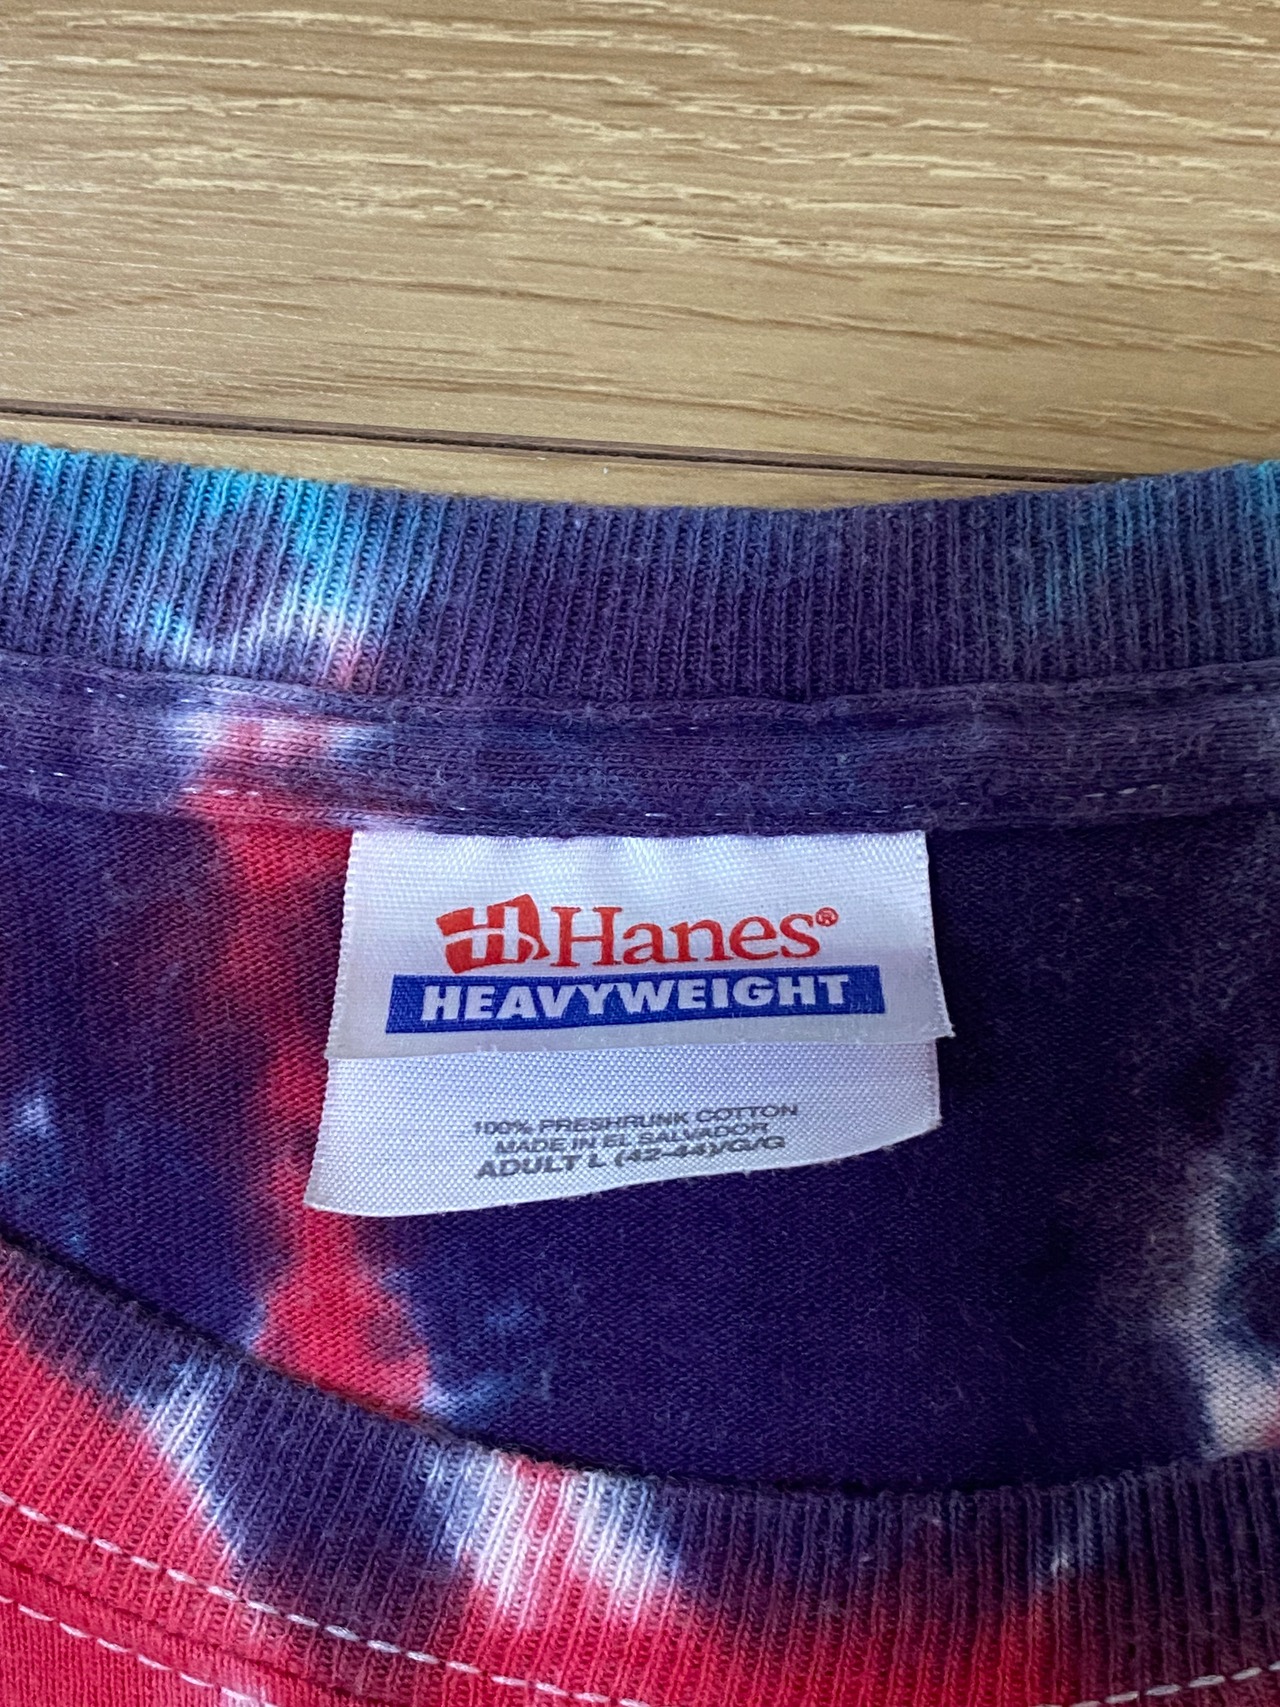 Hanes®
HEAVYWEIGHT
100% PRESHRUNK COTTON
MADE IN EL SALVADOR
ADULT L (42-44)/G/G